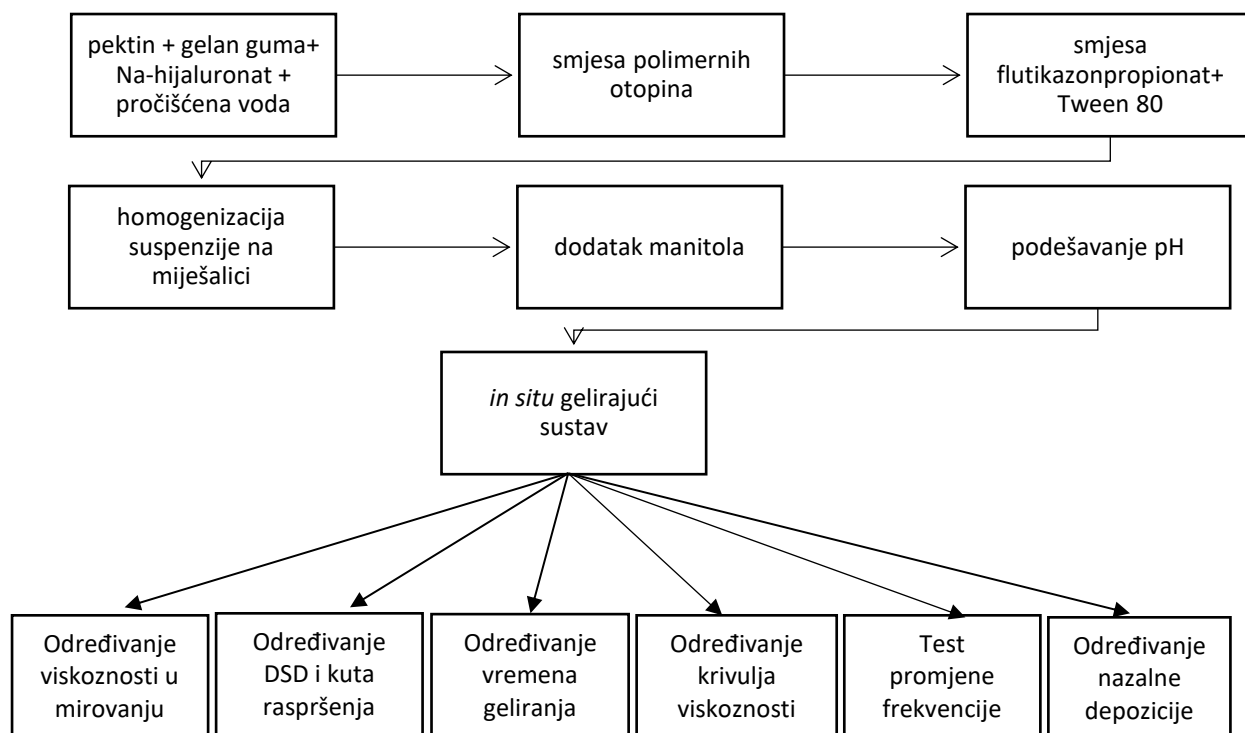 pektin + gelan guma+
Na-hijaluronat +
pročišćena voda
smjesa polimernih
otopina
smjesa
flutikazonpropionat+
Tween 80
homogenizacija
suspenzije na
miješalici
dodatak manitola
podešavanje pH
in situ gelirajući
sustav
Određivanje
viskoznosti u
mirovanju
Određivanje
DSD i kuta
raspršenja
Određivanje
vremena
geliranja
Određivanje
krivulja
viskoznosti
Test
promjene
frekvencije
Određivanje
nazalne
depozicije